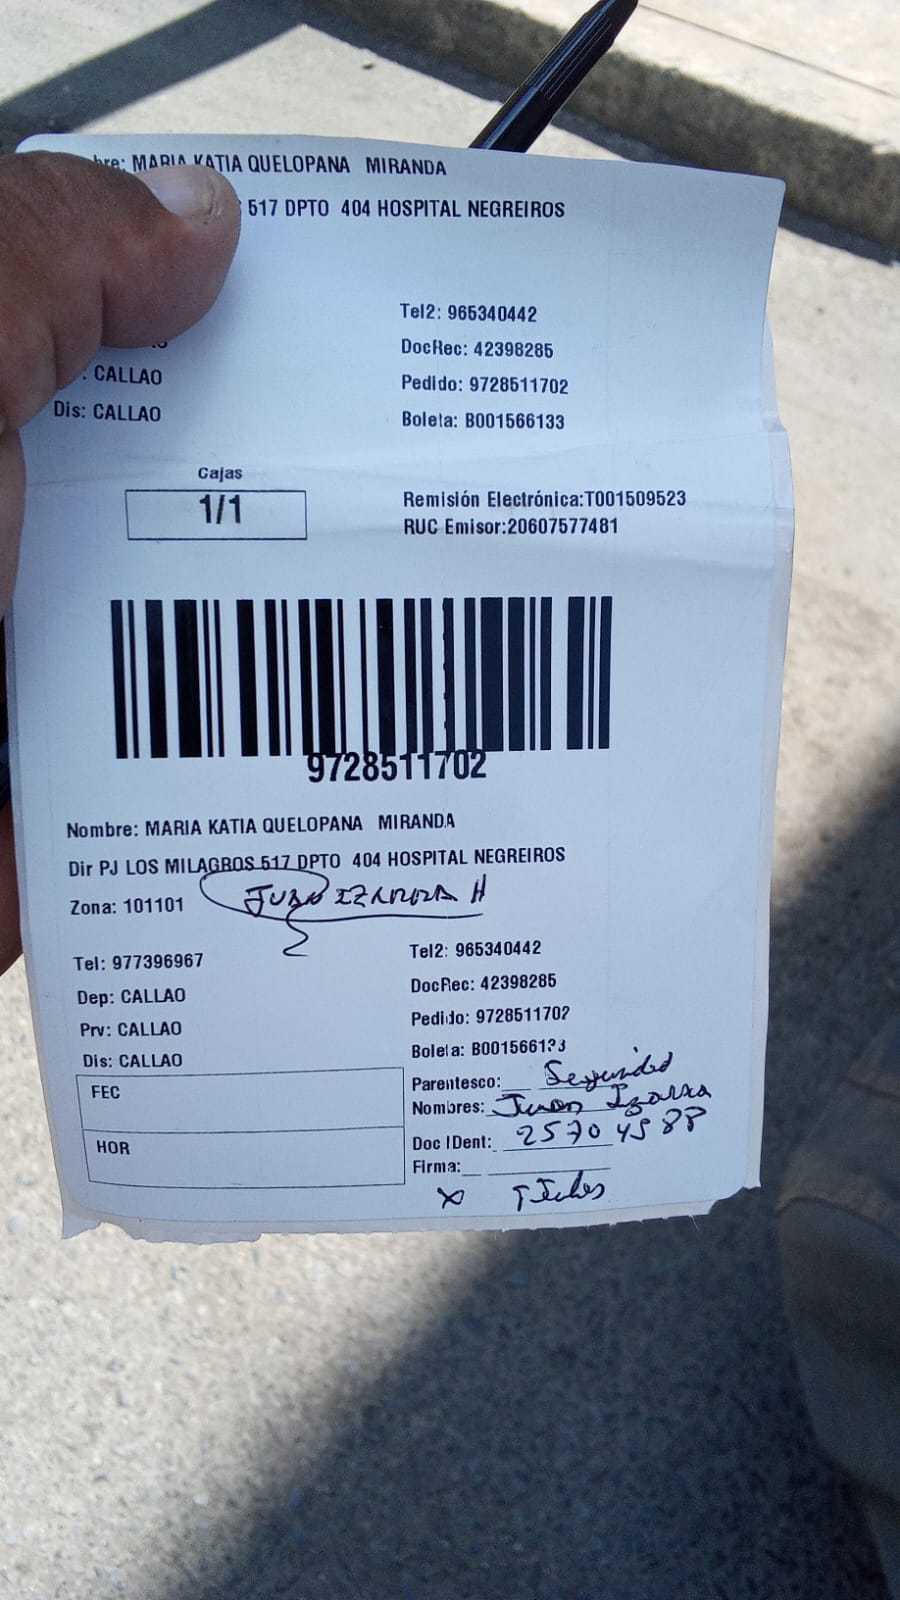 bre: MARIA KATIA QUELOPANA MIRANDA
517 DPTO 404 HOSPITAL NEGREIROS
Tel2: 965340442
DocRec: 42398285
: CALLAO
Pedido: 9728511702
Dis: CALLAO
Boleta: B001566133
Cajas
1/1
Remisión Electrónica:T001509523
RUC Emisor:20607577481
9728511702
Nombre: MARIA KATIA QUELOPANA MIRANDA
Dir PJ LOS MILAGROS 517 DPTO 404 HOSPITAL NEGREIROS
Zona: 101101 JUAN IZARRA H
Tel: 977396967
Tel2: 965340442
Dep: CALLAO
DocRec: 42398285
Prv: CALLAO
Pedido: 9728511702
Dis: CALLAO
Boleta: B001566133
FEC
Parentesco: Seguridad
Nombres: Juan Izarra
HOR
Doc IDent: 25704588
Firma:
X